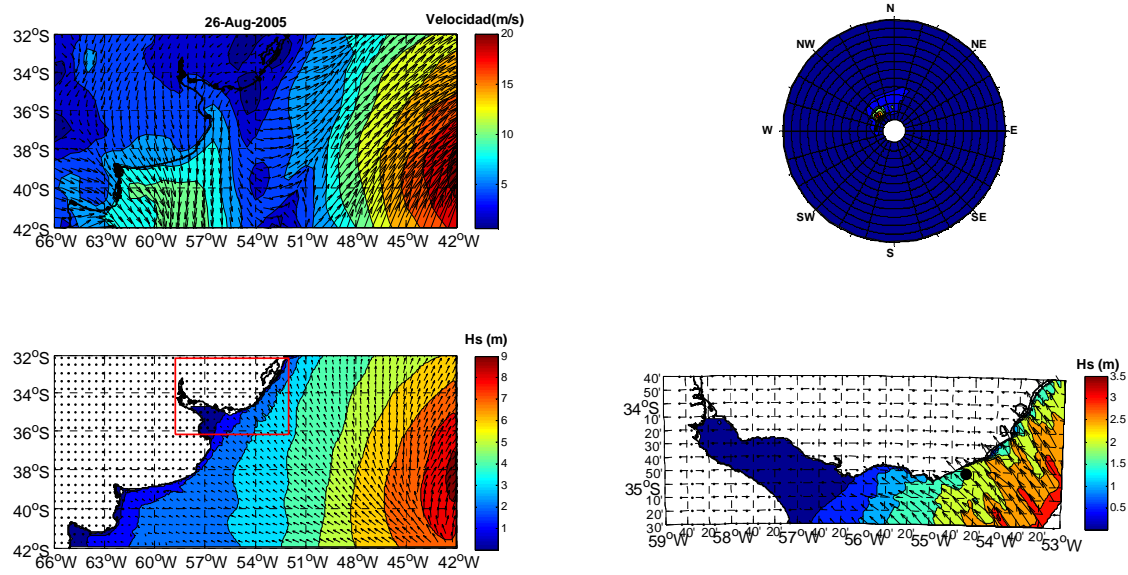 26-Aug-2005
Velocidad(m/s)
32°S
34°S
36°S
38°S
40°S
42°S
66°W 63°W 60°W 57°W 54°W 51°W 48°W 45°W 42°W
20
15
10
5
N
NW
NE
W
E
SW
SE
S
Hs (m)
32°S
34°S
36°S
38°S
40°S
42°S
66°W 63°W 60°W 57°W 54°W 51°W 48°W 45°W 42°W
9
8
7
6
5
4
3
2
1
Hs (m)
40'
20'
34°S
20'
40'
50'
35°S
30'
59°W 40' 20' 58°W 40' 20' 57°W 40' 20' 56°W 40' 20' 55°W 40' 20' 54°W 40' 20' 53°W
3.5
3
2.5
2
1.5
1
0.5